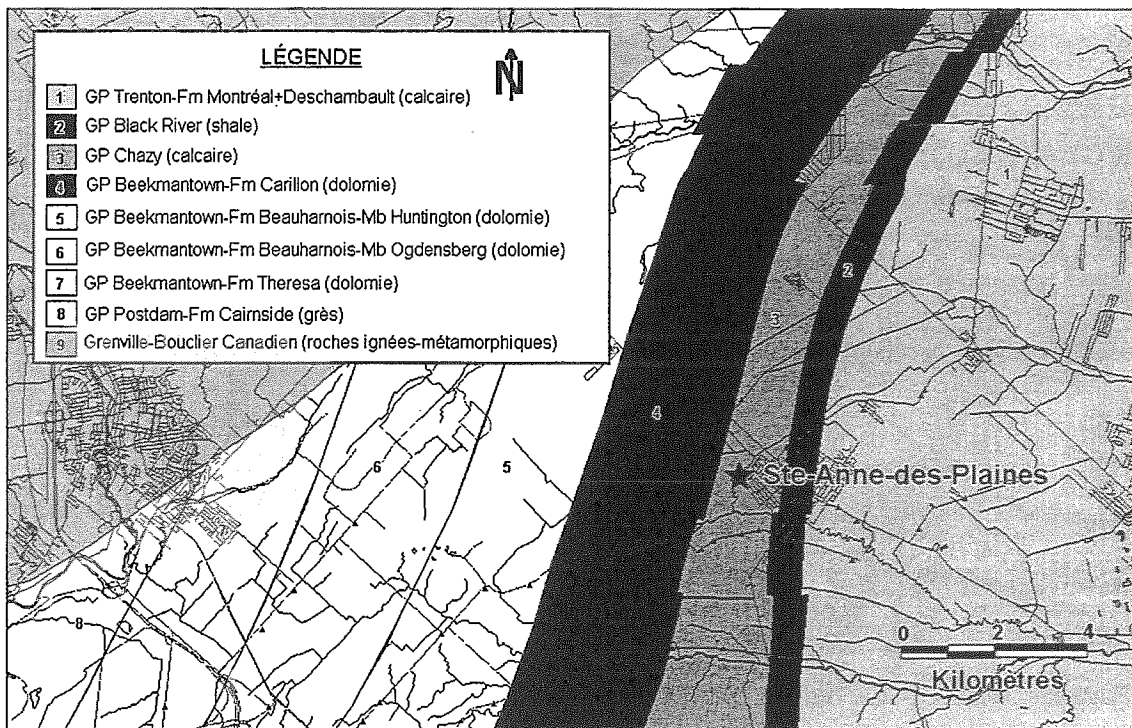 LÉGENDE
N
1 GP Trenton-Fm Montréal+Deschambault (calcaire)
2 GP Black River (shale)
3 GP Chazy (calcaire)
4 GP Beekmantown-Fm Carillon (dolomie)
5 GP Beekmantown-Fm Beauharnois-Mb Huntington (dolomie)
6 GP Beekmantown-Fm Beauharnois-Mb Ogdensberg (dolomie)
7 GP Beekmantown-Fm Theresa (dolomie)
8 GP Postdam-Fm Cairnside (grès)
9 Grenville-Bouclier Canadien (roches ignées-métamorphiques)
1
2
3
4
6
5
Ste-Anne-des-Plaines
8
0 2 4
Kilomètres